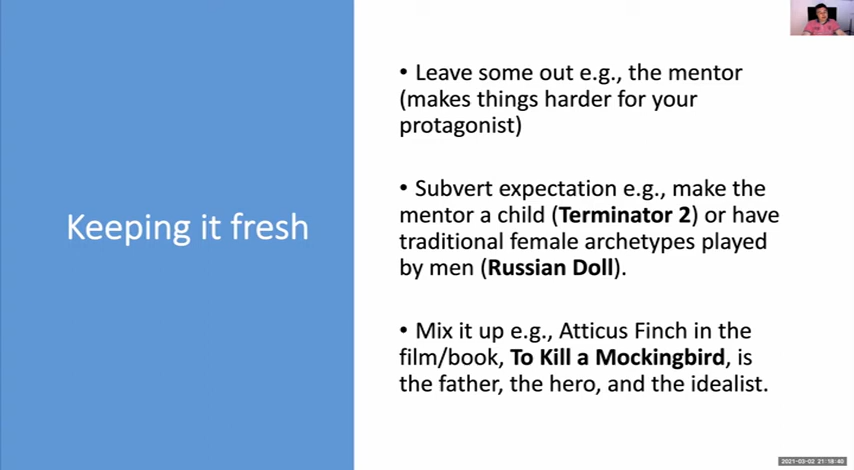 Keeping it fresh
• Leave some out e.g., the mentor
(makes things harder for your
protagonist)
• Subvert expectation e.g., make the
mentor a child (Terminator 2) or have
traditional female archetypes played
by men (Russian Doll).
• Mix it up e.g., Atticus Finch in the
film/book, To Kill a Mockingbird, is
the father, the hero, and the idealist.
2021-03-02 21:18:40